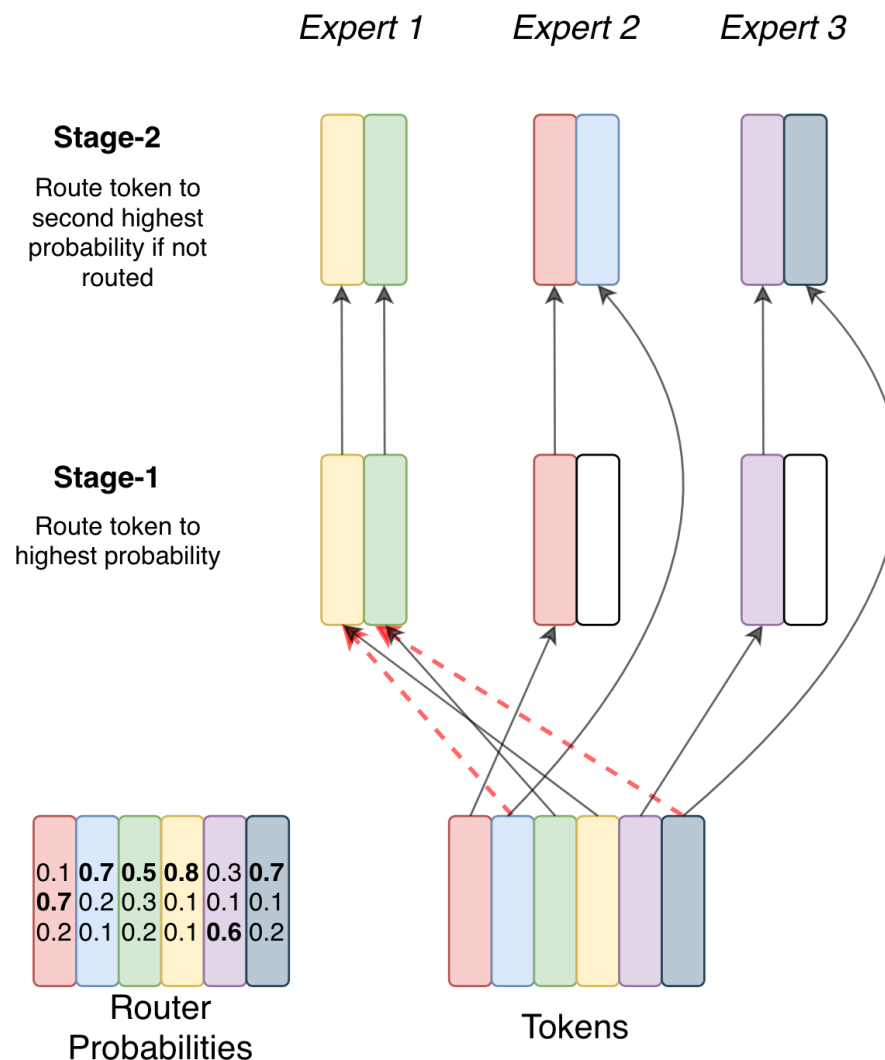 Expert 1 Expert 2 Expert 3
Stage-2
Route token to
second highest
probability if not
routed
Stage-1
Route token to
highest probability
0.1 0.7 0.5 0.8 0.3 0.7
0.7 0.2 0.3 0.1 0.1 0.1
0.2 0.1 0.2 0.1 0.6 0.2
Router
Probabilities
Tokens